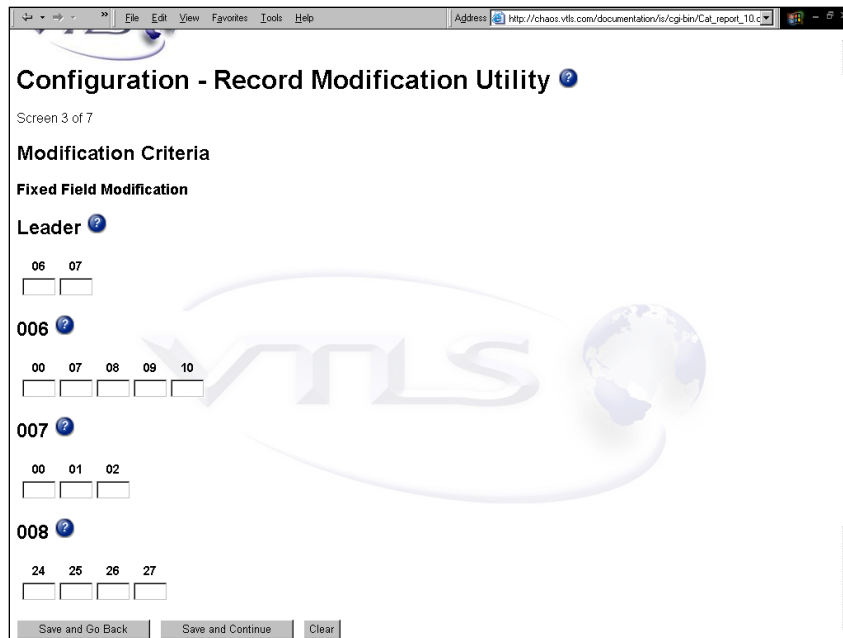 File Edit View Favorites Tools Help Address http://chaos.vtls.com/documentation/is/cgi-bin/Cat_report_10.c
Configuration - Record Modification Utility ?
Screen 3 of 7
Modification Criteria
Fixed Field Modification
Leader ?
06 07
006 ?
00 07 08 09 10
VTLS
007 ?
00 01 02
008 ?
24 25 26 27
Save and Go Back Save and Continue Clear